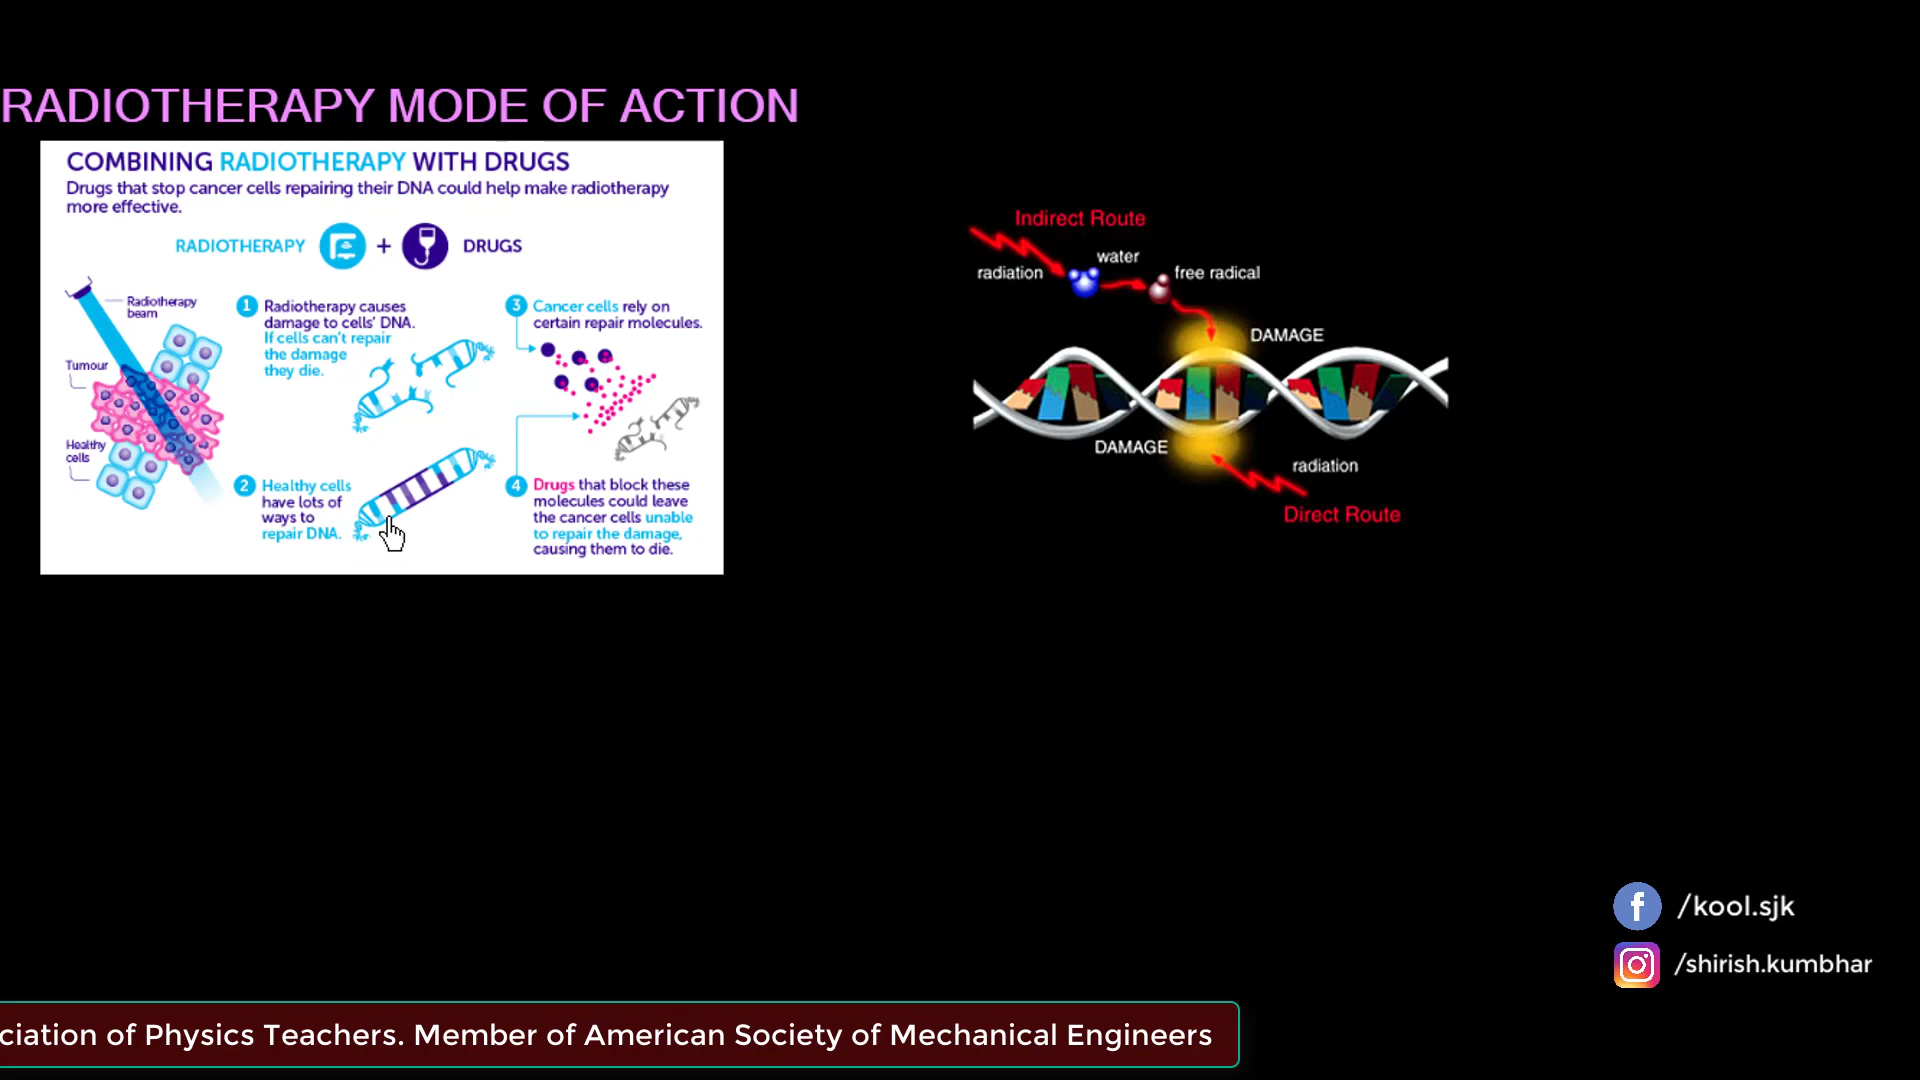 RADIOTHERAPY MODE OF ACTION
COMBINING RADIOTHERAPY WITH DRUGS
Drugs that stop cancer cells repairing their DNA could help make radiotherapy
more effective.
RADIOTHERAPY + DRUGS
Radiotherapy
beam
Tumour
Healthy
cells
1 Radiotherapy causes
damage to cells' DNA.
If cells can't repair
the damage
they die.
2 Healthy cells
have lots of
ways to
repair DNA.
3 Cancer cells rely on
certain repair molecules.
4 Drugs that block these
molecules could leave
the cancer cells unable
to repair the damage,
causing them to die.
Indirect Route
radiation
water
free radical
DAMAGE
DAMAGE
radiation
Direct Route
/kool.sjk
/shirish.kumbhar
ciation of Physics Teachers. Member of American Society of Mechanical Engineers